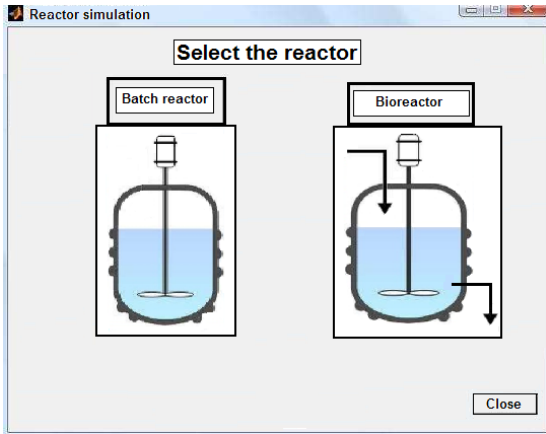 Reactor simulation
Select the reactor
Batch reactor
Bioreactor
Close